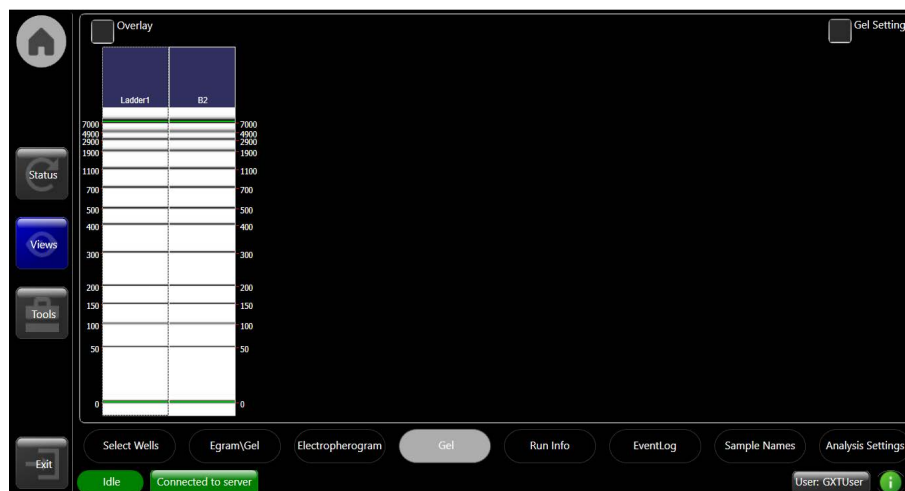 Overlay
Gel Setting
Ladder1 B2
7000 7000
4900 4900
2900 2900
1900 1900
1100 1100
700 700
500 500
400 400
300 300
200 200
150 150
100 100
50 50
0 0
Status
Views
Tools
Exit
Select Wells Egram\Gel Electropherogram Gel Run Info EventLog Sample Names Analysis Settings
Idle Connected to server User: GXTUser i